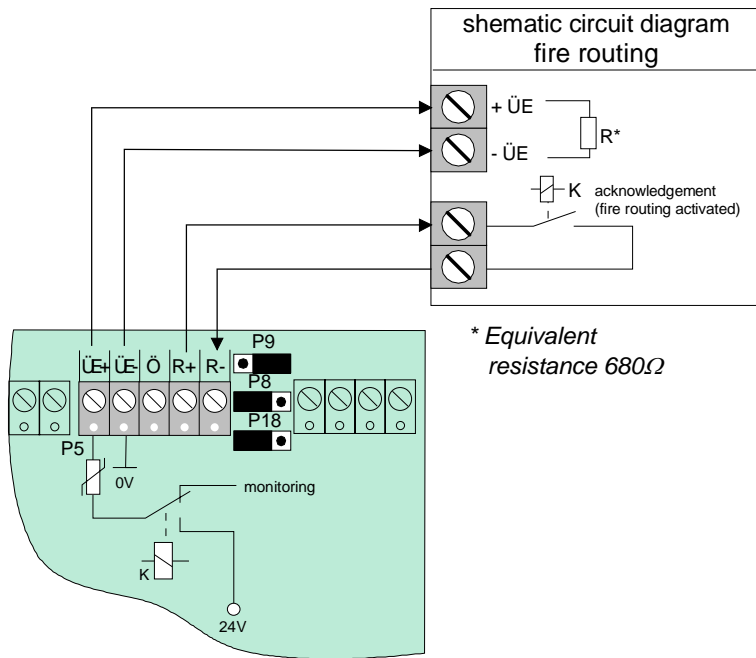 shematic circuit diagram
fire routing
+ ÜE
- ÜE
R*
K
acknowledgement
(fire routing activated)
* Equivalent
resistance 680Ω
ÜE+ ÜE- Ö R+ R-
P9
P8
P18
P5
0V
monitoring
K
24V